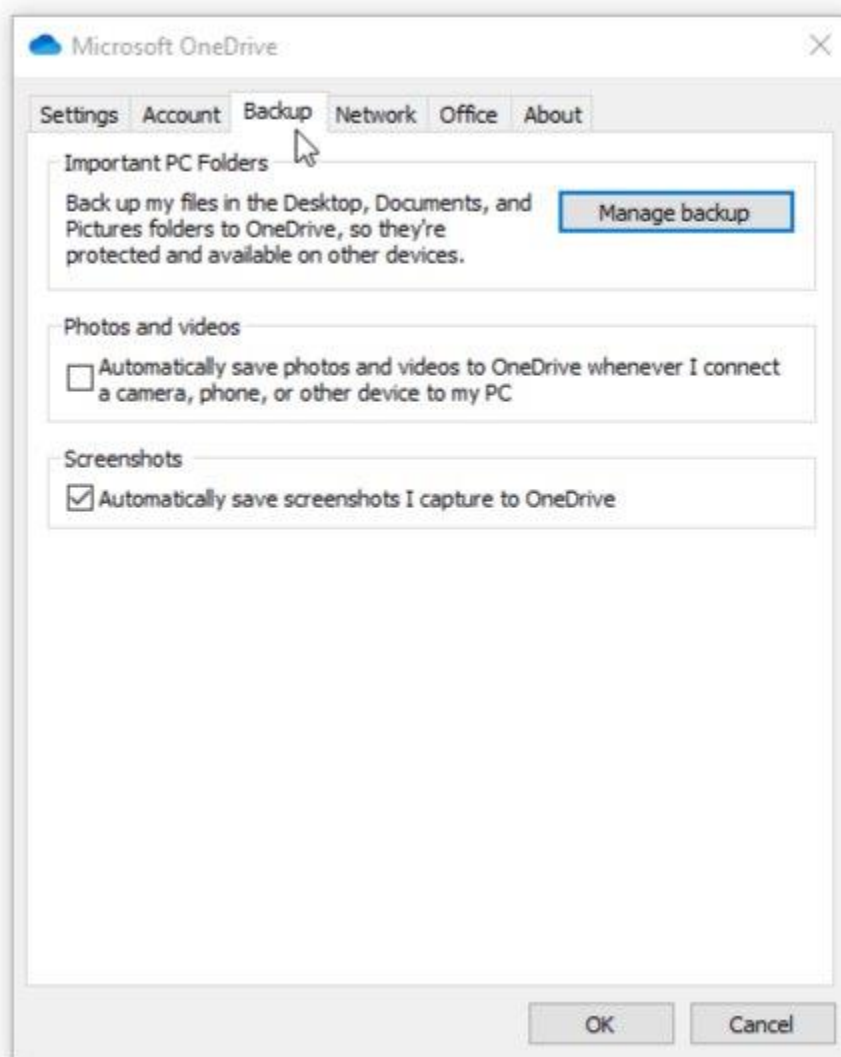 Microsoft OneDrive
Settings Account Backup Network Office About
Important PC Folders
Back up my files in the Desktop, Documents, and
Pictures folders to OneDrive, so they're
protected and available on other devices.
Manage backup
Photos and videos
Automatically save photos and videos to OneDrive whenever I connect
a camera, phone, or other device to my PC
Screenshots
Automatically save screenshots I capture to OneDrive
OK Cancel